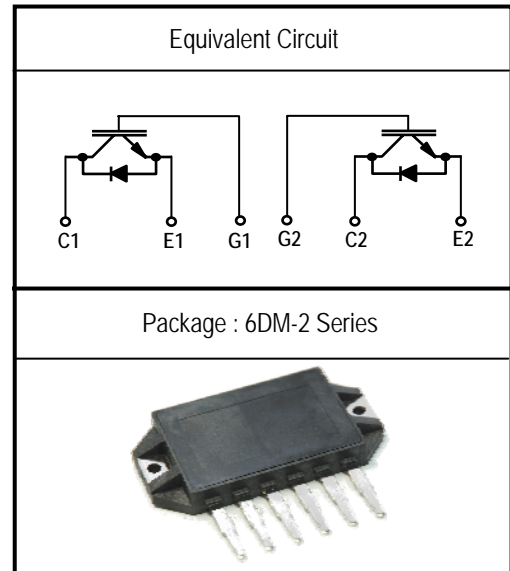 Equivalent Circuit
C1 E1 G1 G2 C2 E2
Package : 6DM-2 Series